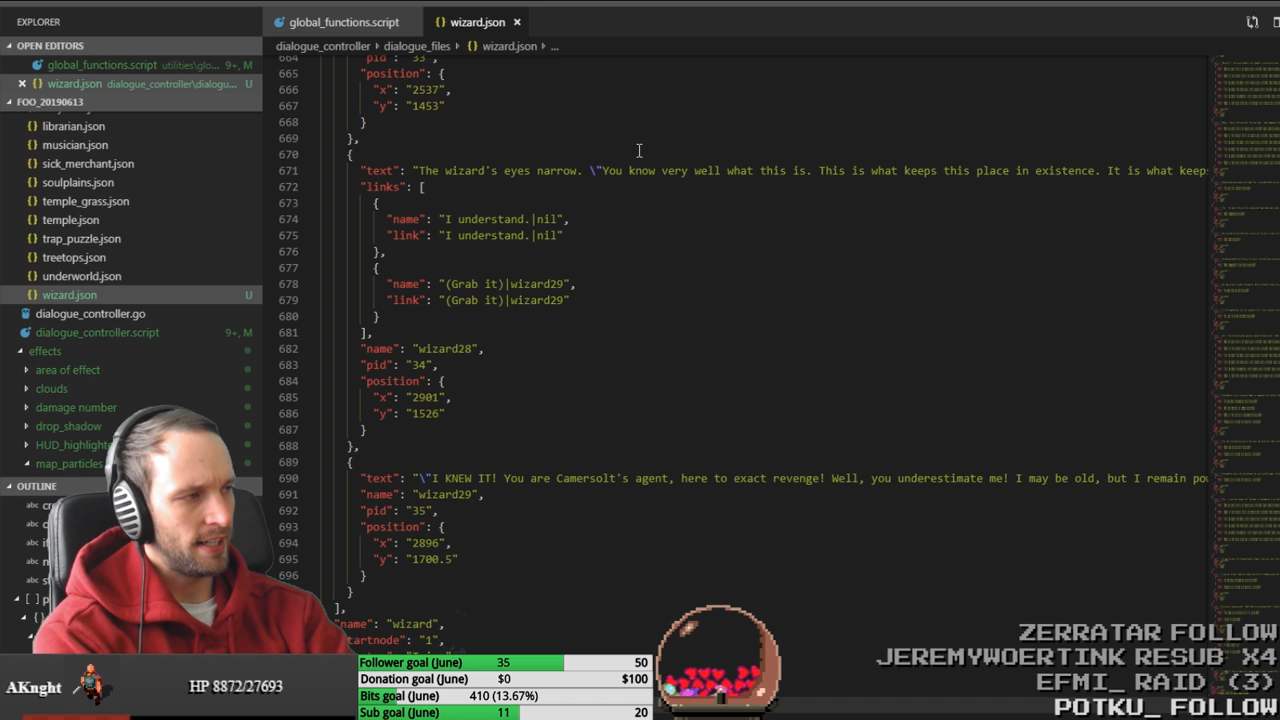 EXPLORER
OPEN EDITORS
global_functions.script utilities\glo... 9+, M
wizard.json dialogue_controller\dialogu... U
FOO_20190613
librarian.json
musician.json
sick_merchant.json
soulplains.json
temple_grass.json
temple.json
trap_puzzle.json
treetops.json
underworld.json
wizard.json U
dialogue_controller.go
dialogue_controller.script 9+, M
effects
area of effect
clouds
damage number
drop_shadow
HUD_highlight
map_particles
OUTLINE
global_functions.script
{} wizard.json ×
dialogue_controller › dialogue_files › {} wizard.json › ...
664 "pid": "33",
665 "position": {
666 "x": "2537",
667 "y": "1453"
668 }
669 },
670 {
671 "text": "The wizard's eyes narrow. \"You know very well what this is. This is what keeps this place in existence. It is what keep
672 "links": [
673 {
674 "name": "I understand.|nil",
675 "link": "I understand.|nil"
676 },
677 {
678 "name": "(Grab it)|wizard29",
679 "link": "(Grab it)|wizard29"
680 }
681 ],
682 "name": "wizard28",
683 "pid": "34",
684 "position": {
685 "x": "2901",
686 "y": "1526"
687 }
688 },
689 {
690 "text": "\"I KNEW IT! You are Camersolt's agent, here to exact revenge! Well, you underestimate me! I may be old, but I remain po
691 "name": "wizard29",
692 "pid": "35",
693 "position": {
694 "x": "2896",
695 "y": "1700.5"
696 }
}
],
name": "wizard",
tartnode": "1",
AKnght
HP 8872/27693
Follower goal (June) 35 50
Donation goal (June) $0 $100
Bits goal (June) 410 (13.67%)
Sub goal (June) 11 20
ZERRATAR FOLLOW
JEREMYWOERTINK RESUB X4
EFMI_RAID (3)
POTKU_FOLLOW